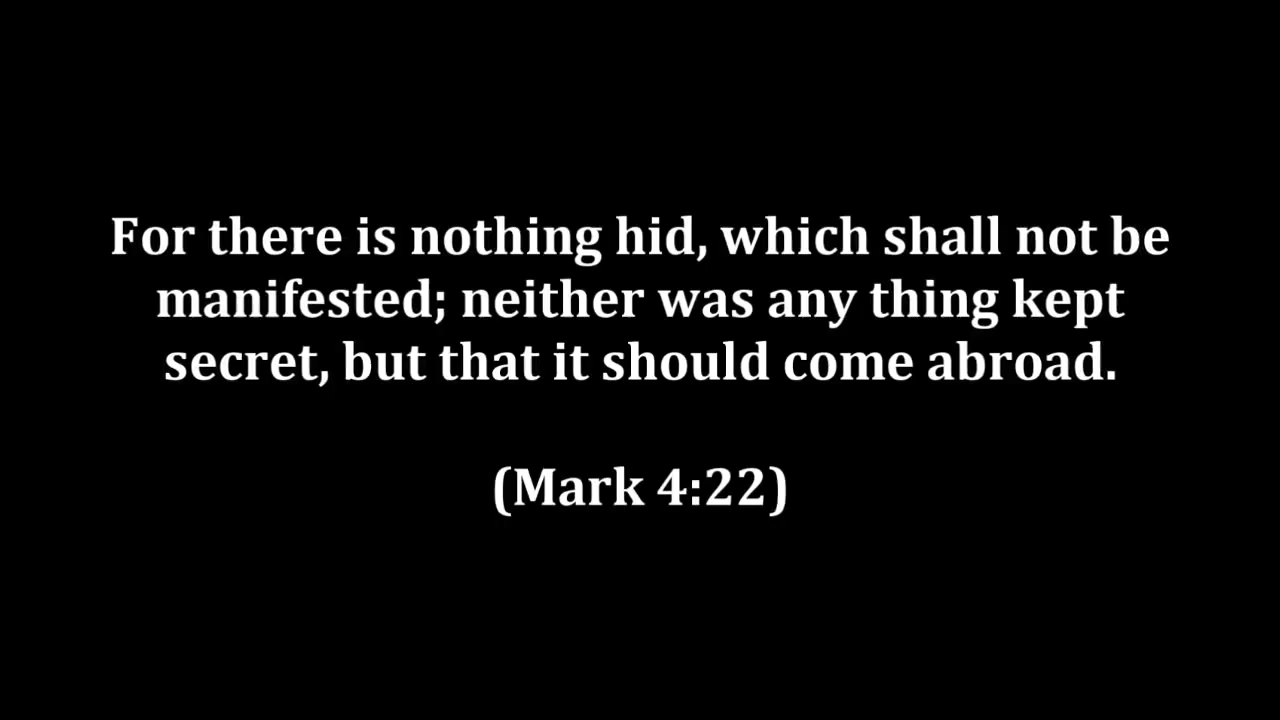 For there is nothing hid, which shall not be
manifested; neither was any thing kept
secret, but that it should come abroad.
(Mark 4:22)